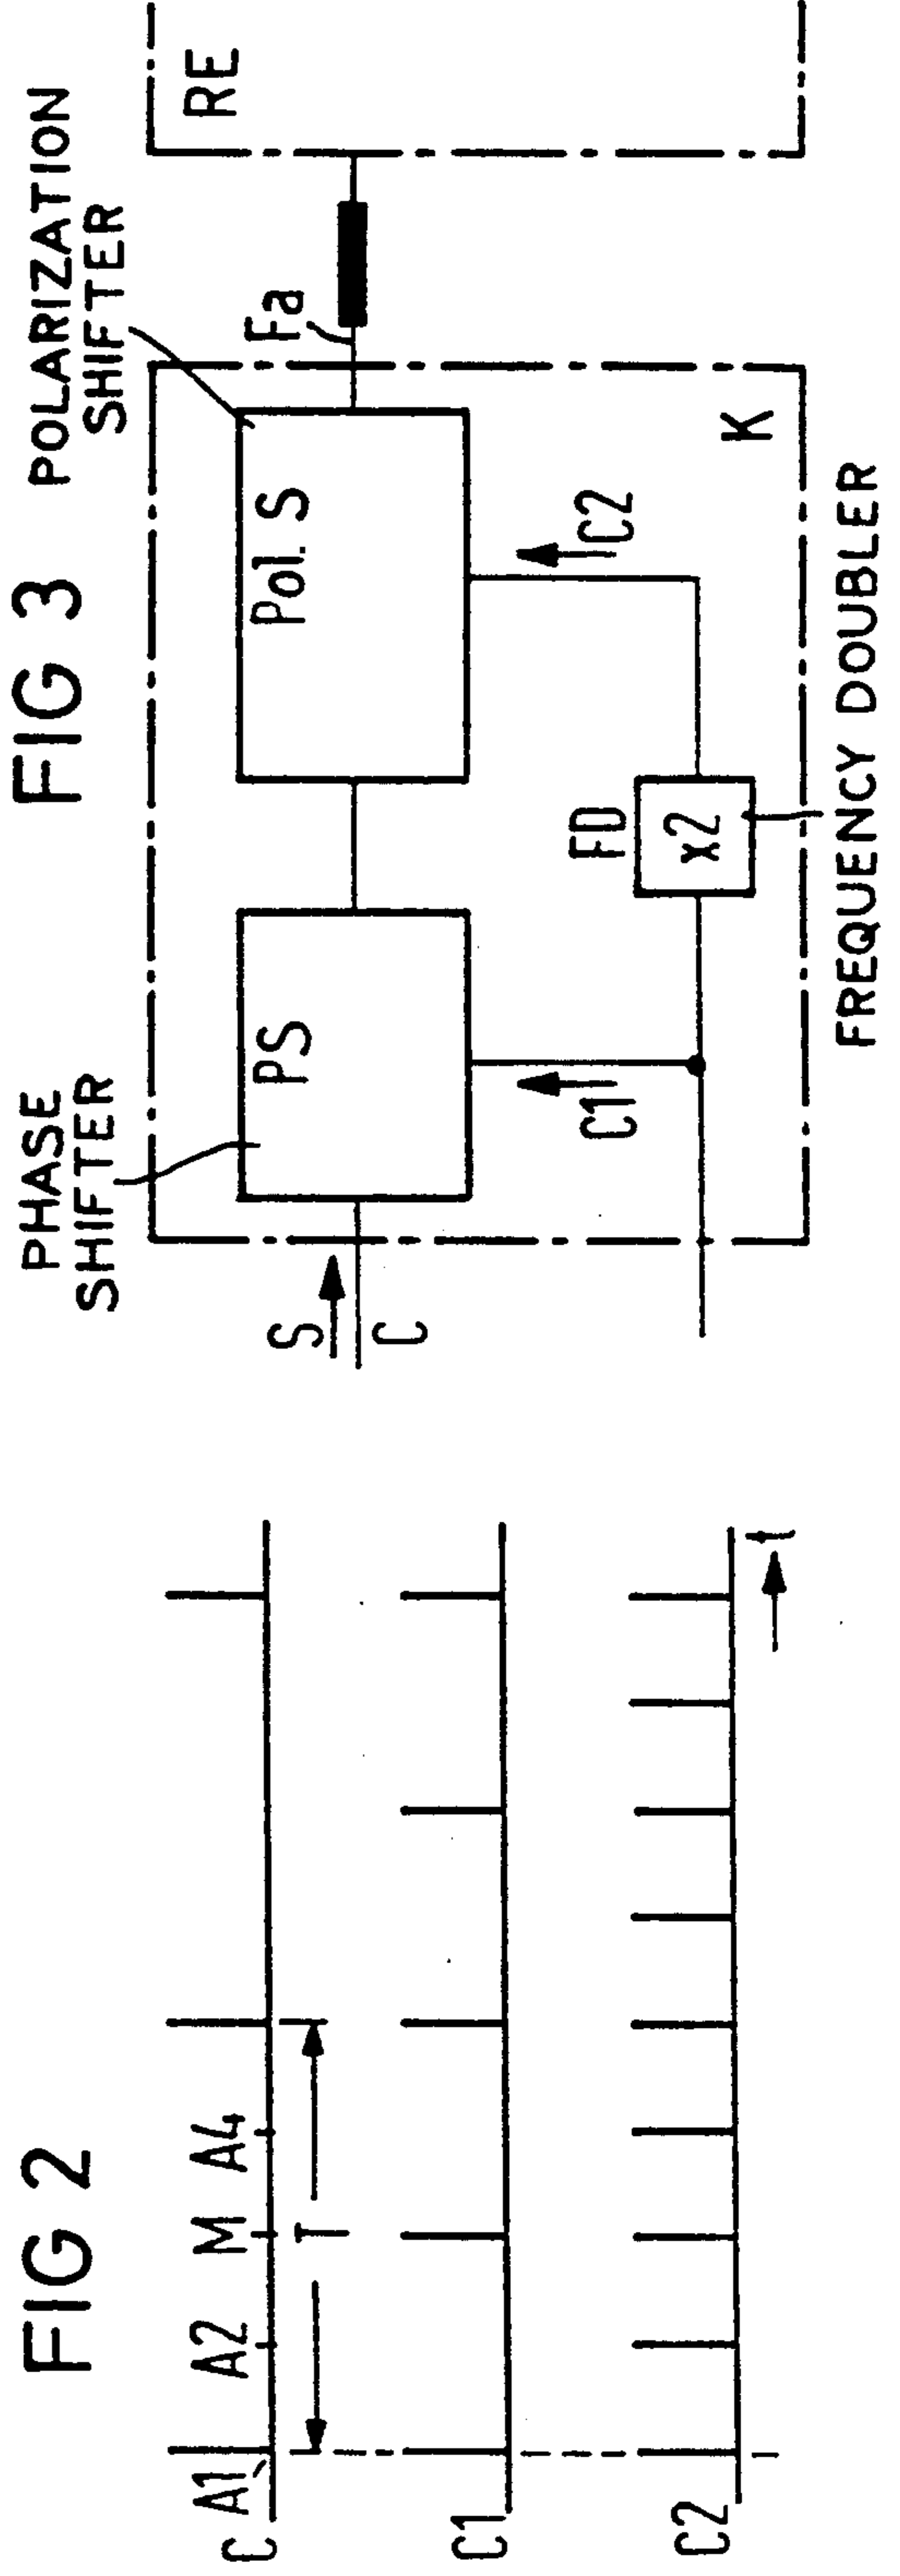 FIG 2
A1 A2 M A4
C
T
C1
C2
t
FIG 3
PHASE
SHIFTER
POLARIZATION
SHIFTER
S
C
PS
Pol. S
Fa
RE
C1
C2
FD
x2
K
FREQUENCY DOUBLER